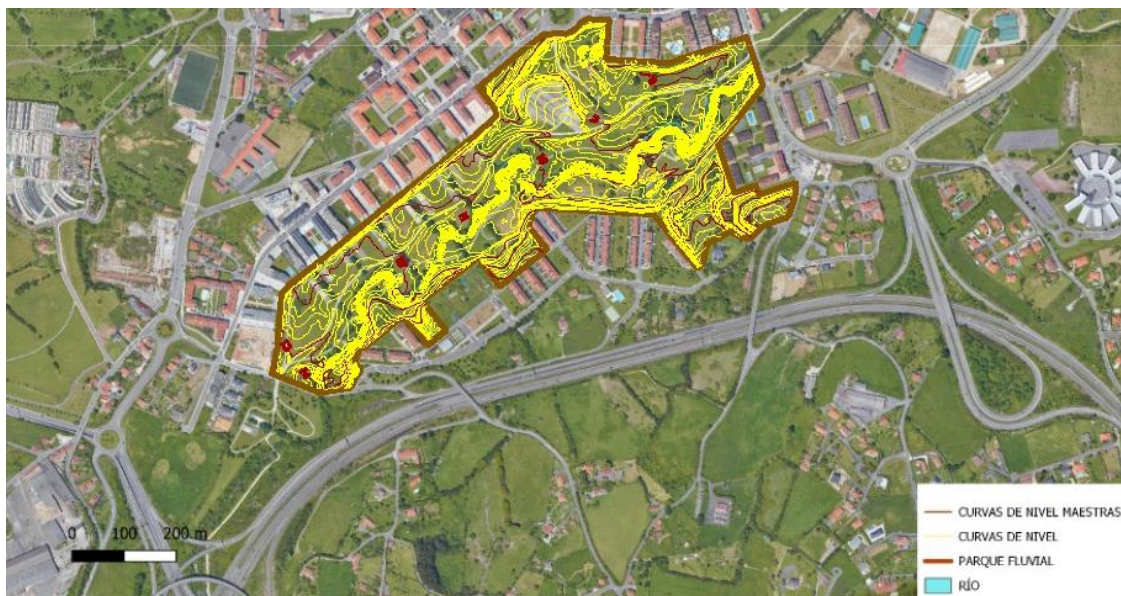 0 100 200 m
CURVAS DE NIVEL MAESTRAS
CURVAS DE NIVEL
PARQUE FLUVIAL
RÍO